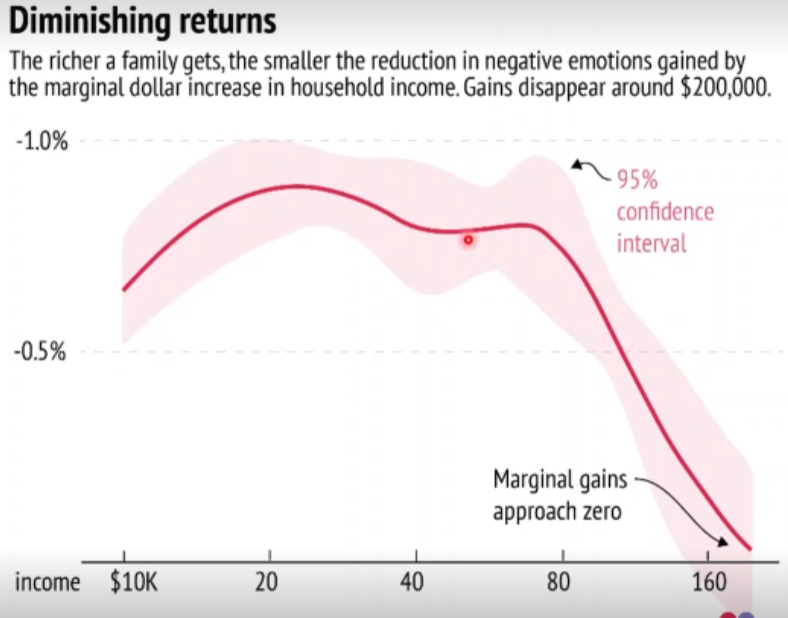 Diminishing returns
The richer a family gets, the smaller the reduction in negative emotions gained by
the marginal dollar increase in household income. Gains disappear around $200,000.
-1.0%
95%
confidence
interval
-0.5%
Marginal gains
approach zero
income $10K 20 40 80 160